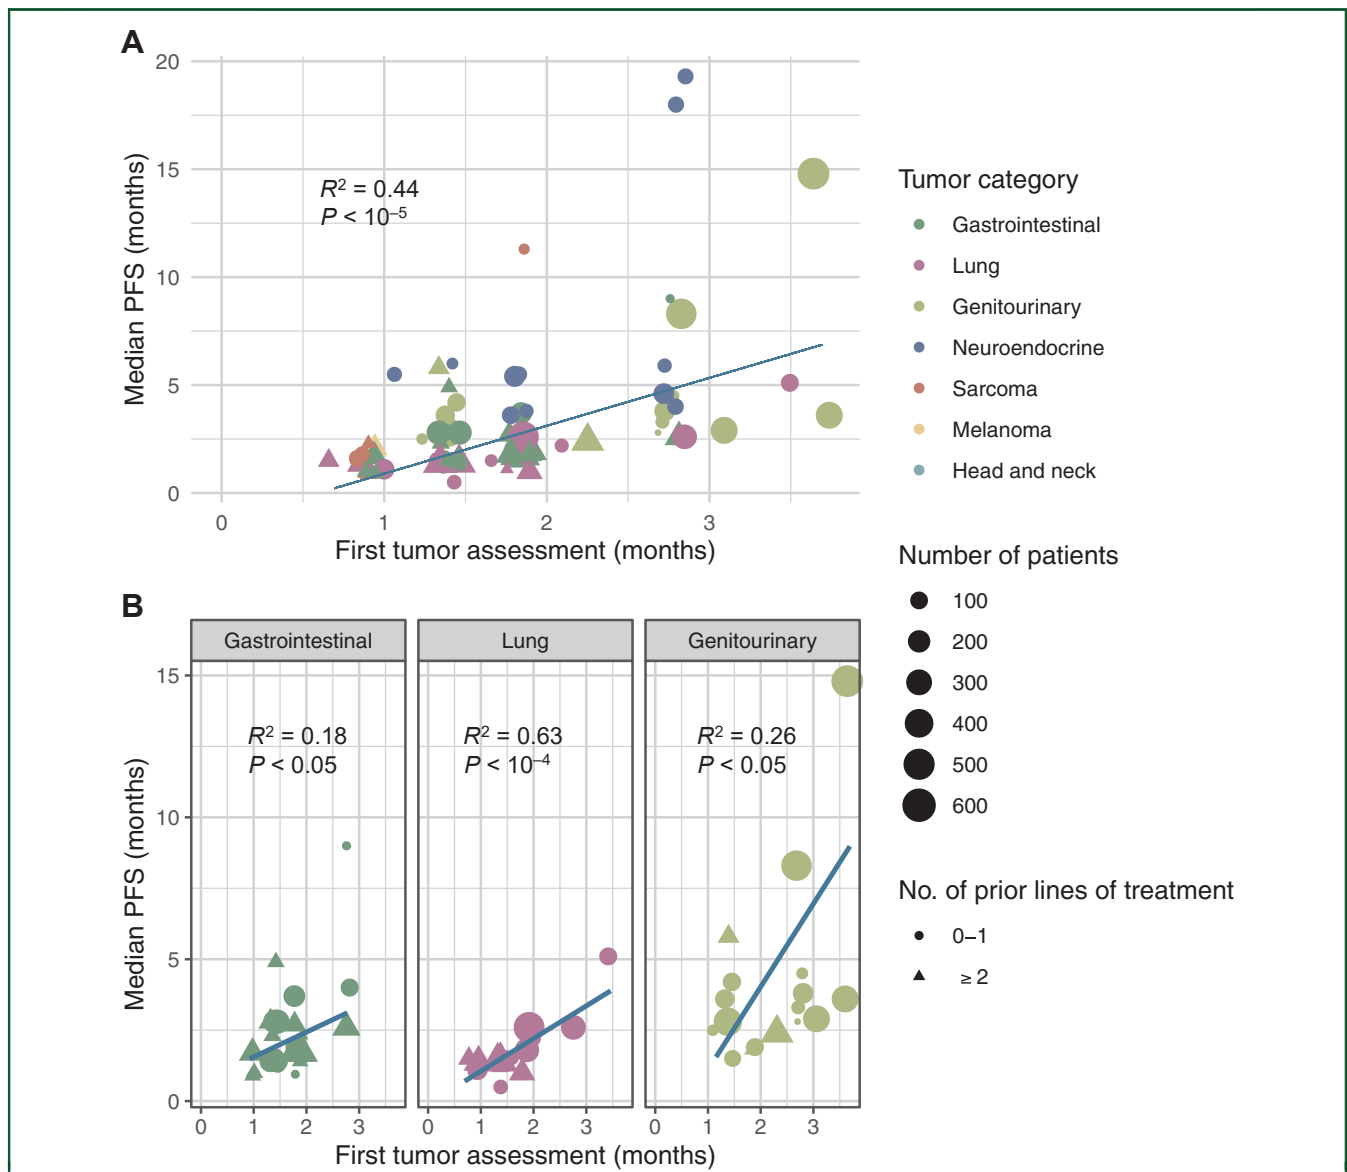 A
20
15
10
5
0
Median PFS (months)
R² = 0.44
P < 10⁻⁵
0 1 2 3
First tumor assessment (months)
Tumor category
Gastrointestinal
Lung
Genitourinary
Neuroendocrine
Sarcoma
Melanoma
Head and neck
Number of patients
100
200
300
400
500
600
No. of prior lines of treatment
0–1
≥ 2
B
Gastrointestinal Lung Genitourinary
15
10
5
0
Median PFS (months)
R² = 0.18
P < 0.05
R² = 0.63
P < 10⁻⁴
R² = 0.26
P < 0.05
0 1 2 3 0 1 2 3 0 1 2 3
First tumor assessment (months)